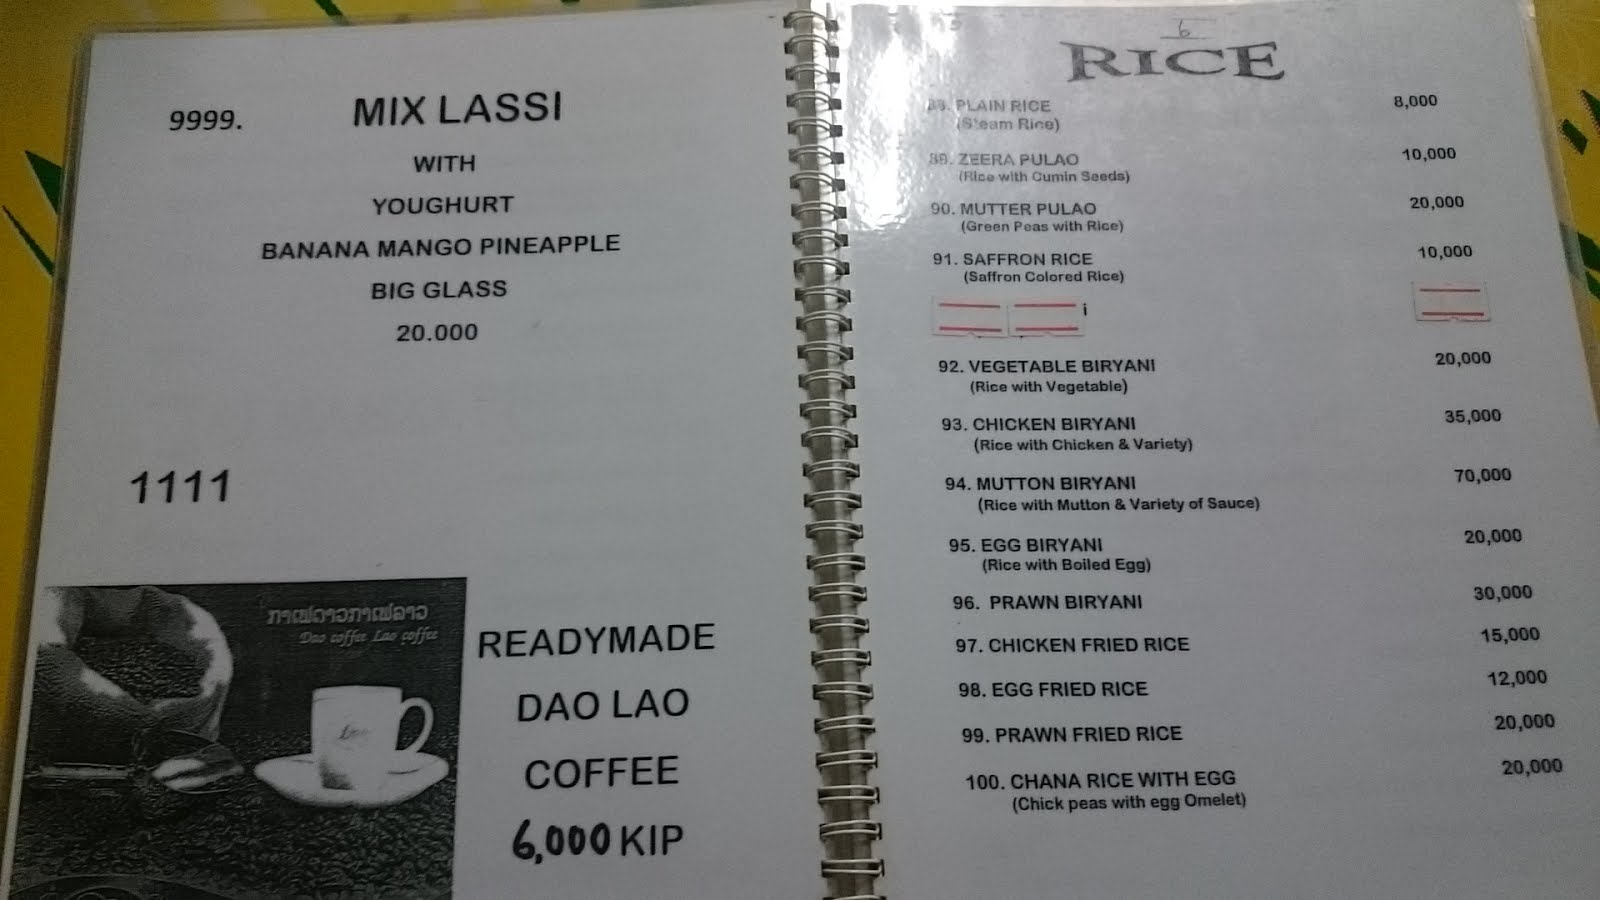 9999. MIX LASSI
WITH
YOUGHURT
BANANA MANGO PINEAPPLE
BIG GLASS
20.000
1111
ກາເຟດາວກາເຟລາວ
Dao coffee Lao coffee
READYMADE
DAO LAO
COFFEE
6,000 KIP
6
RICE
88. PLAIN RICE 8,000
(Steam Rice)
89. ZEERA PULAO 10,000
(Rice with Cumin Seeds)
90. MUTTER PULAO 20,000
(Green Peas with Rice)
91. SAFFRON RICE 10,000
(Saffron Colored Rice)
i
92. VEGETABLE BIRYANI 20,000
(Rice with Vegetable)
93. CHICKEN BIRYANI 35,000
(Rice with Chicken & Variety)
94. MUTTON BIRYANI 70,000
(Rice with Mutton & Variety of Sauce)
95. EGG BIRYANI 20,000
(Rice with Boiled Egg)
96. PRAWN BIRYANI 30,000
97. CHICKEN FRIED RICE 15,000
98. EGG FRIED RICE 12,000
99. PRAWN FRIED RICE 20,000
100. CHANA RICE WITH EGG 20,000
(Chick peas with egg Omelet)